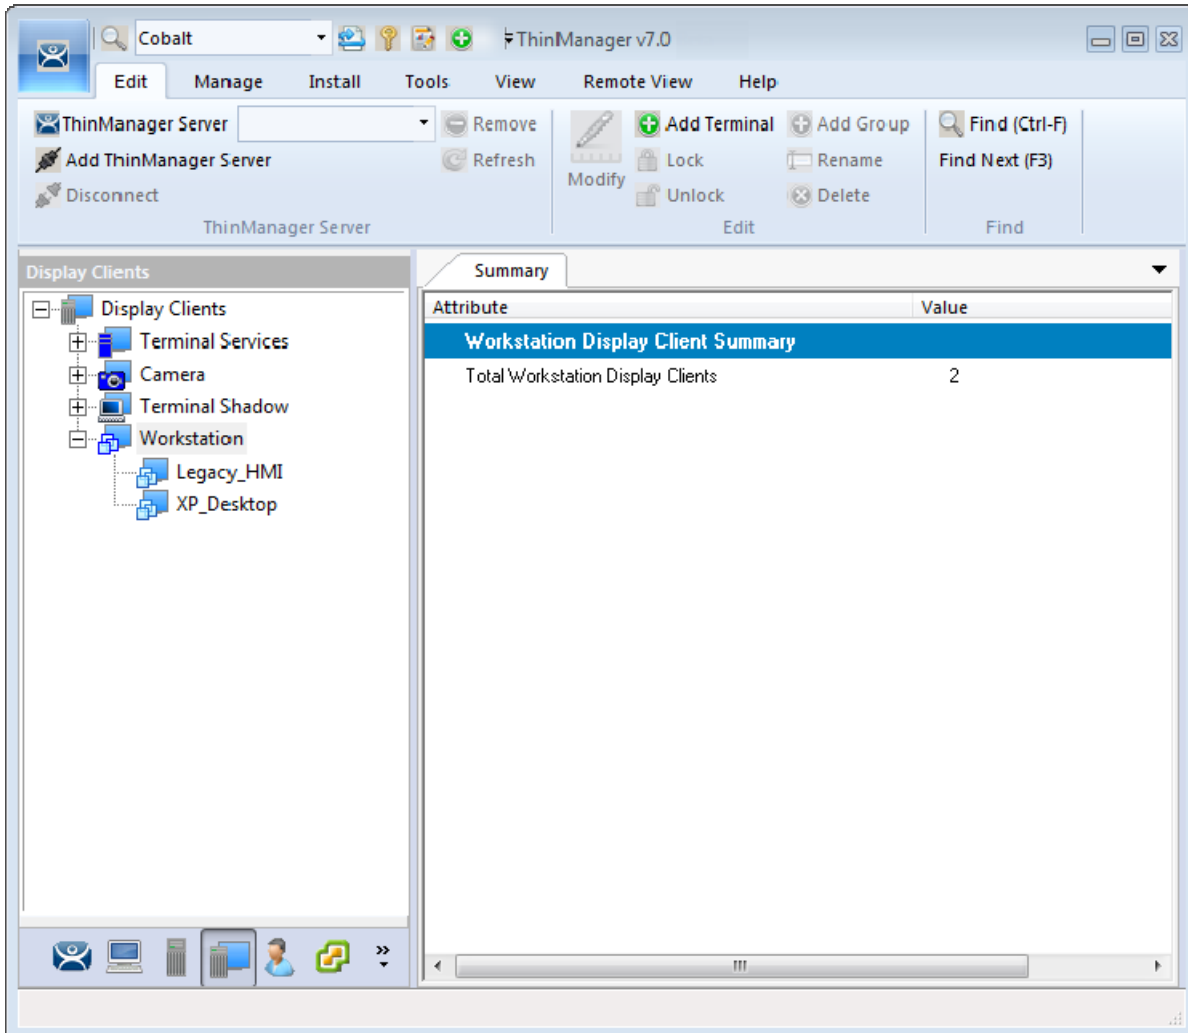 Cobalt
ThinManager v7.0
Edit Manage Install Tools View Remote View Help
ThinManager Server Remove Add Terminal Add Group Find (Ctrl-F)
Add ThinManager Server Refresh Modify Lock Rename Find Next (F3)
Disconnect Unlock Delete
ThinManager Server Edit Find
Display Clients Summary
Display Clients Attribute Value
Terminal Services Workstation Display Client Summary
Camera Total Workstation Display Clients 2
Terminal Shadow
Workstation
Legacy_HMI
XP_Desktop